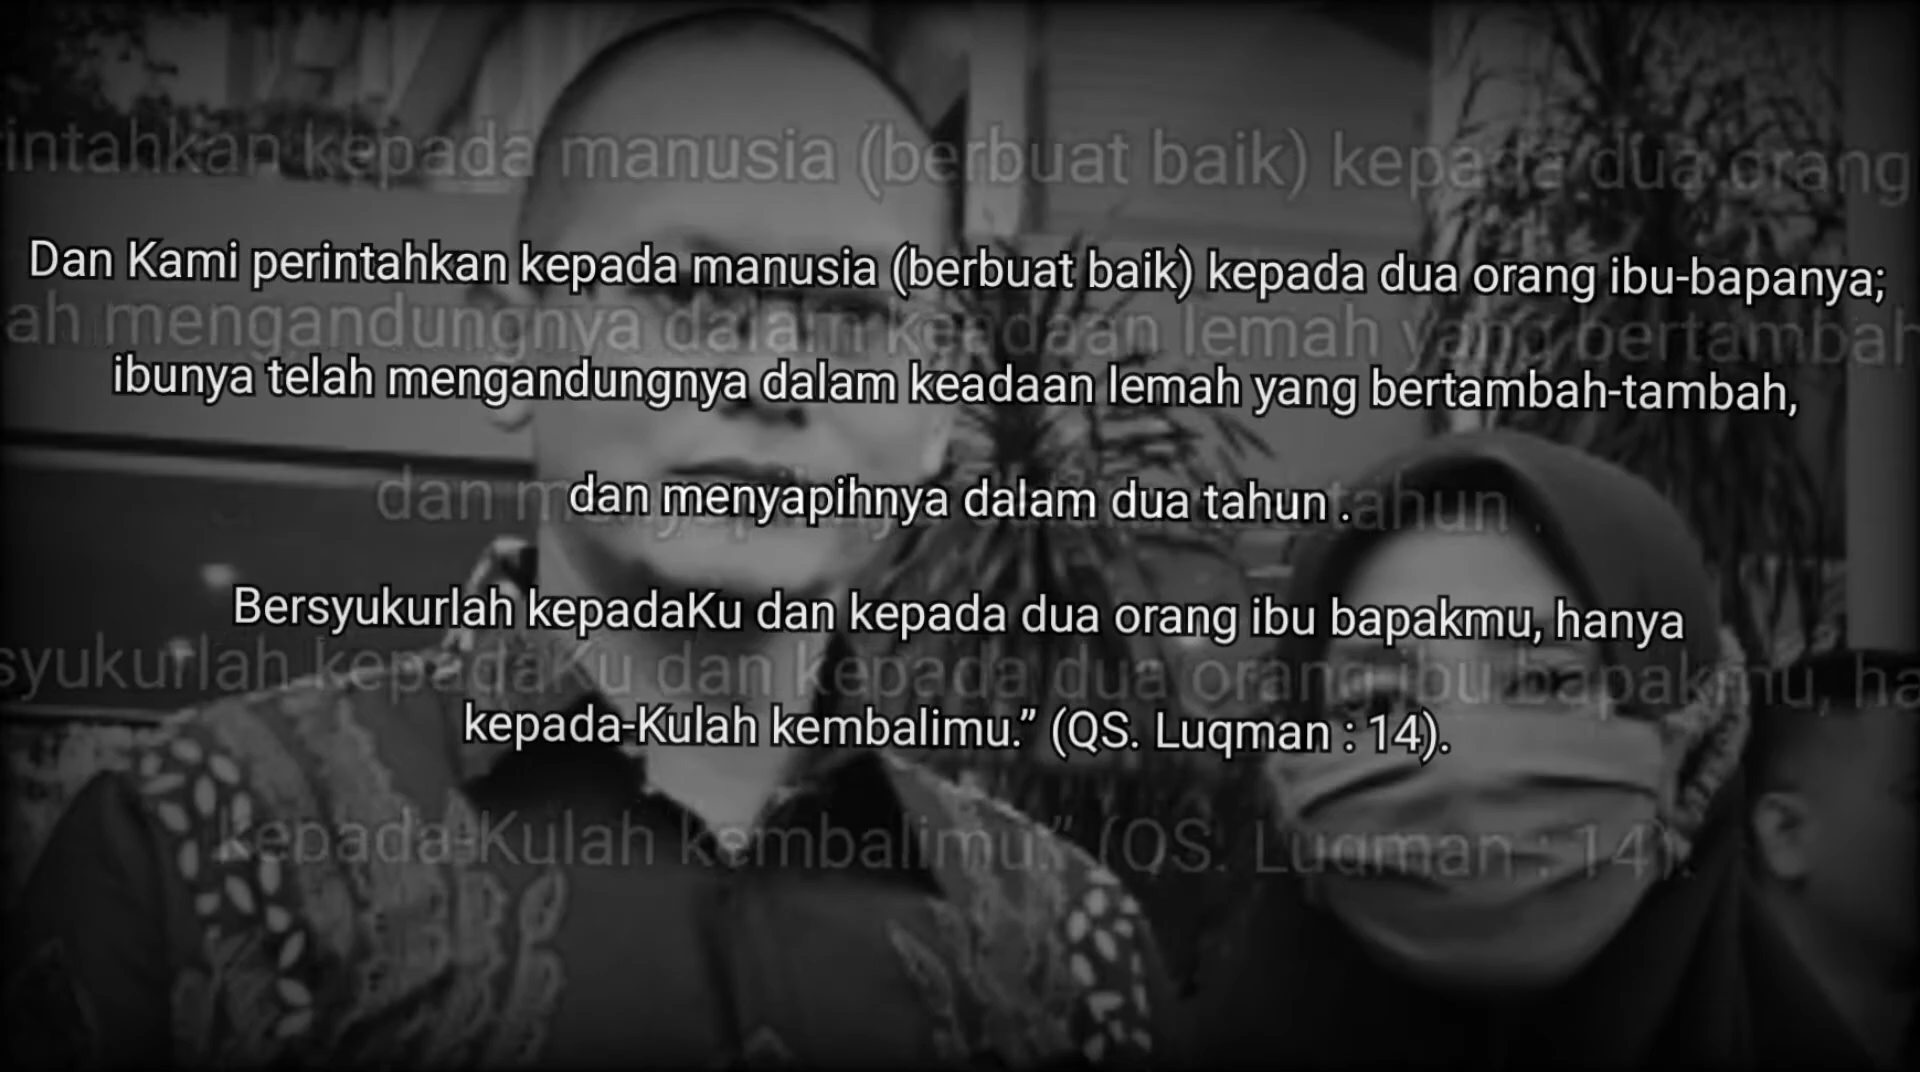 Dan Kami perintahkan kepada manusia (berbuat baik) kepada dua orang ibu-bapanya;
ibunya telah mengandungnya dalam keadaan lemah yang bertambah-tambah,
dan menyapihnya dalam dua tahun .
Bersyukurlah kepadaKu dan kepada dua orang ibu bapakmu, hanya
kepada-Kulah kembalimu.” (QS. Luqman : 14).